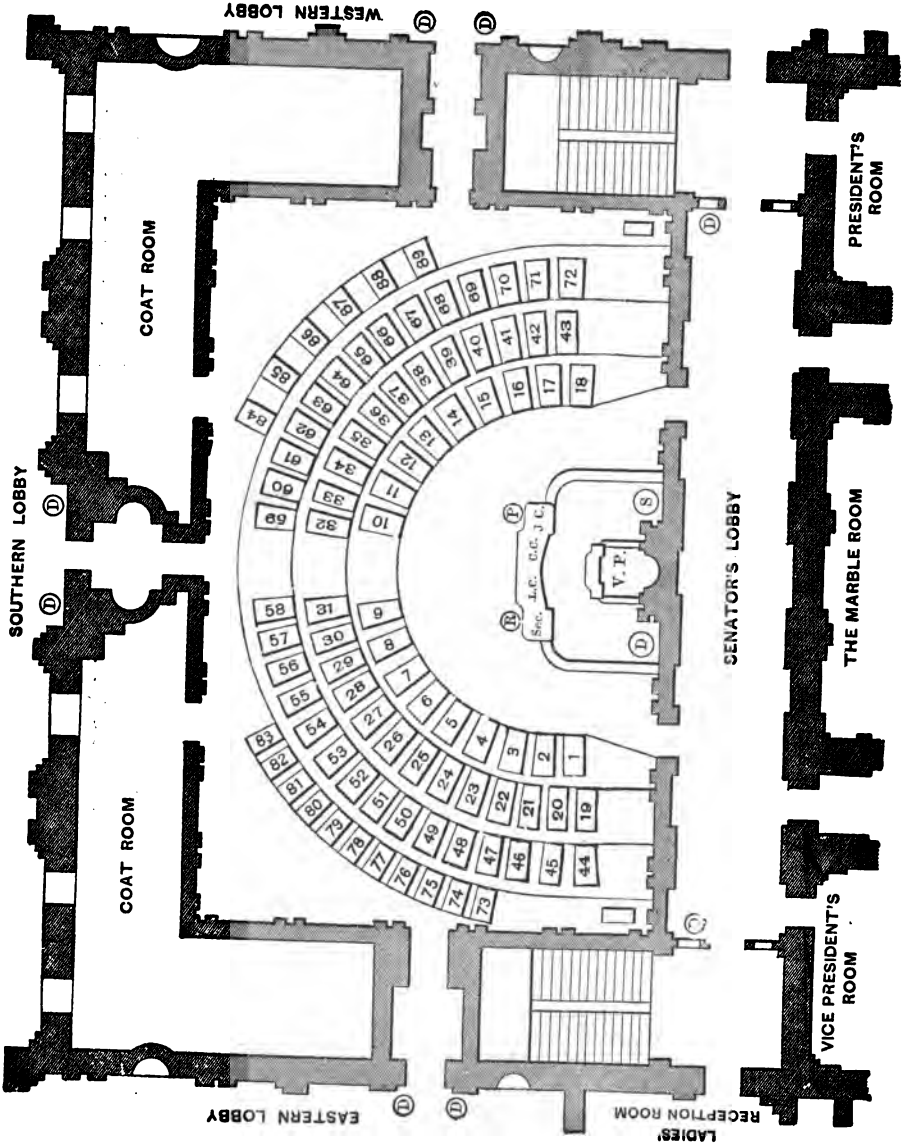 WESTERN LOBBY
D
D
COAT ROOM
PRESIDENT'S
ROOM
D
SOUTHERN LOBBY
D
D
84 85 86 87 88 89
59 60 61 62 63 64 65 66 67 68 69 70 71 72
32 33 34 35 36 37 38 39 40 41 42 43
10 11 12 13 14 15 16 17 18
P
S
Sec. L.C. C.C. J C.
V. P.
R
D
SENATOR'S LOBBY
THE MARBLE ROOM
9 8 7 6 5 4 3 2 1
31 30 29 28 27 26 25 24 23 22 21 20 19
58 57 56 55 54 53 52 51 50 49 48 47 46 45 44
83 82 81 80 79 78 77 76 75 74 73
COAT ROOM
VICE PRESIDENT'S
ROOM
EASTERN LOBBY
D
D
LADIES'
RECEPTION ROOM